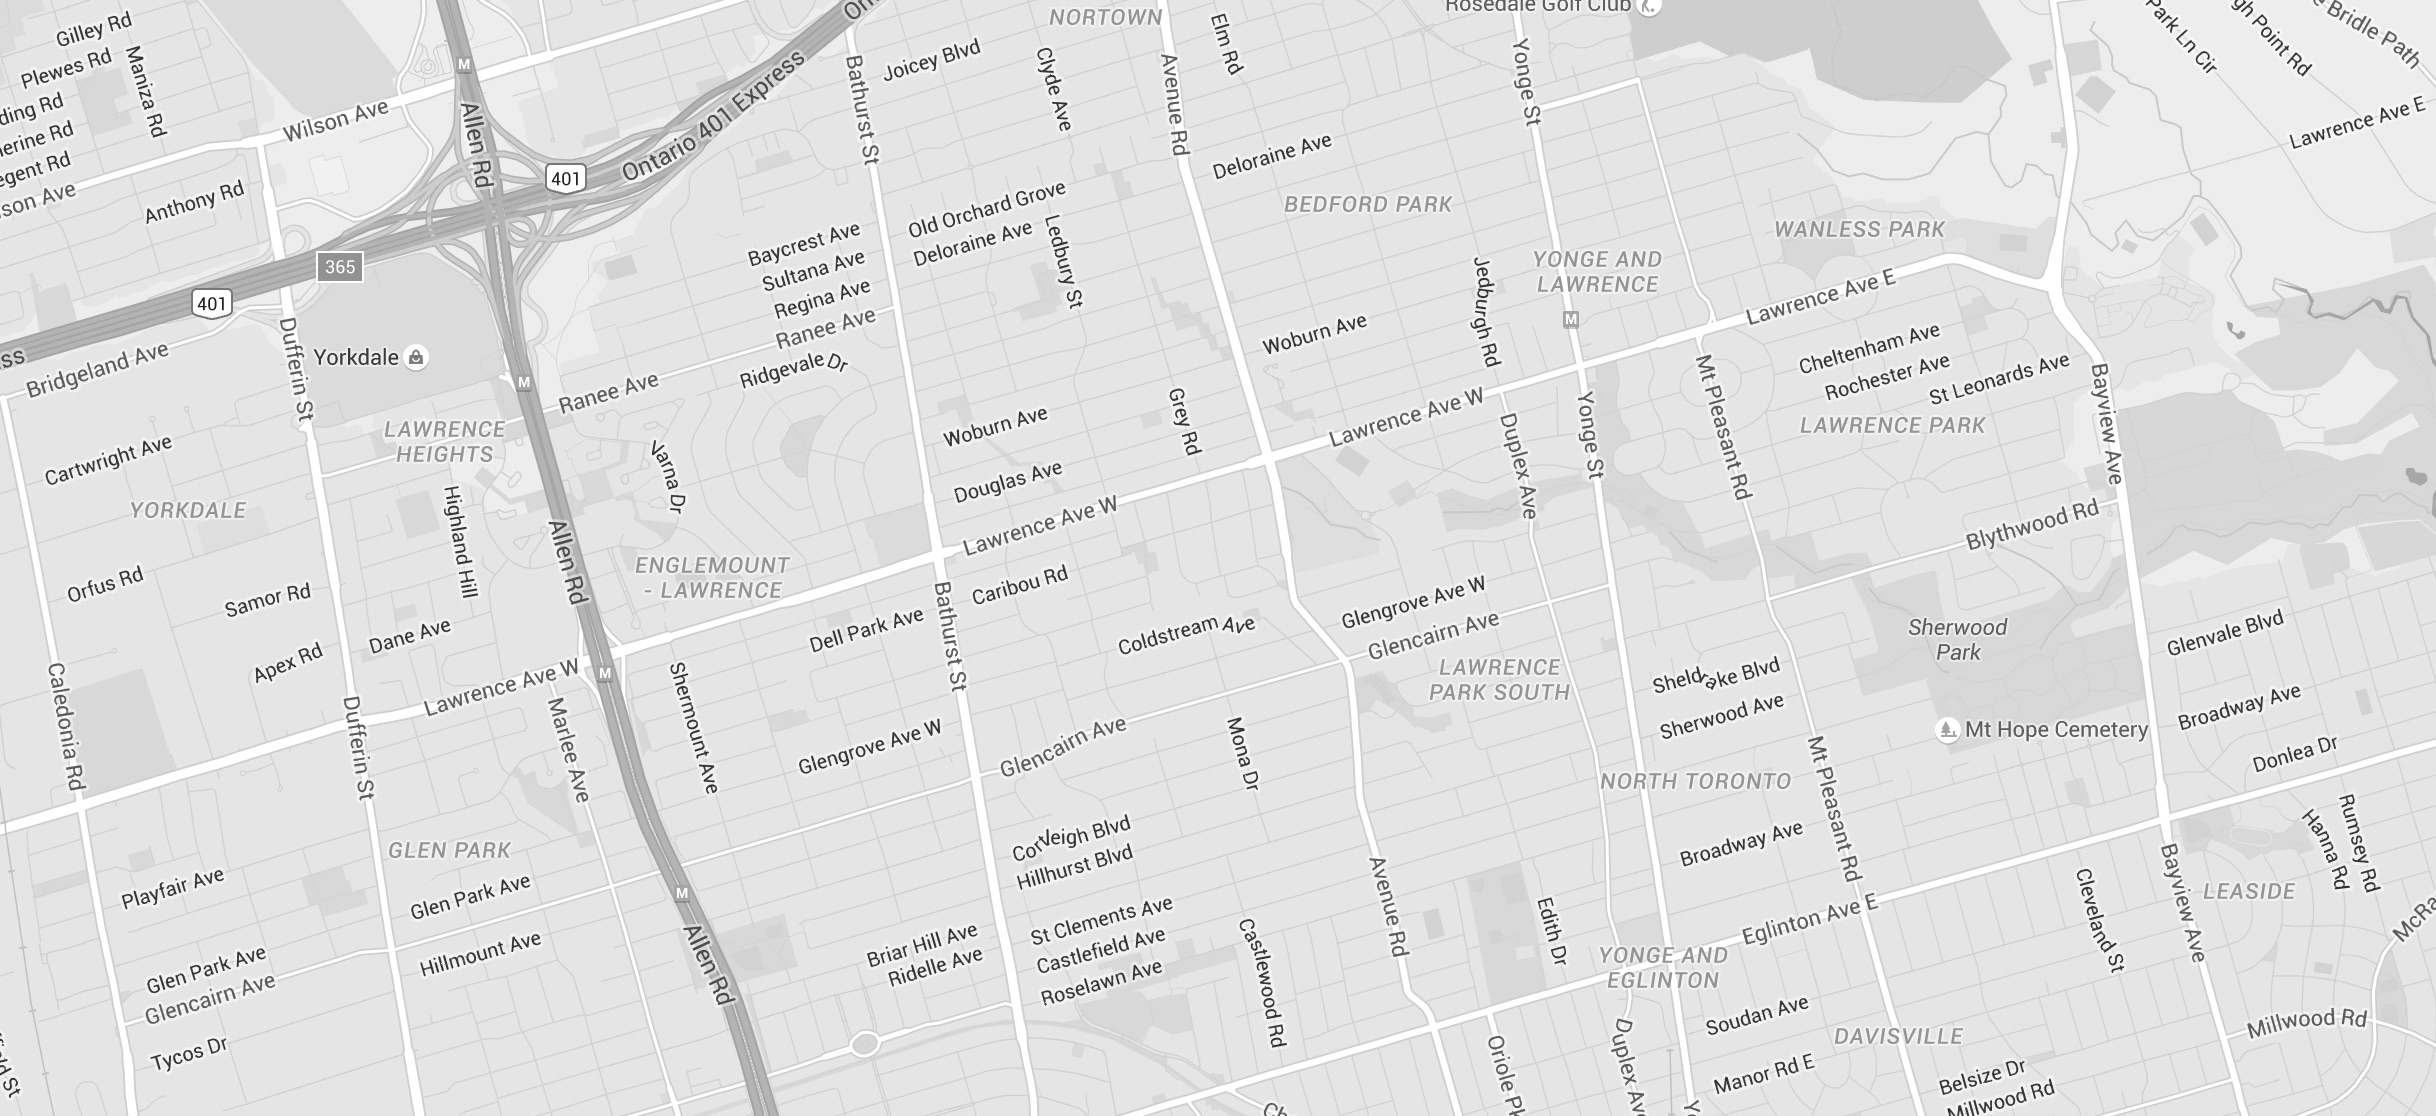 Rosedale Golf Club
NORTOWN
Gilley Rd
Elm Rd
Park Ln Cir
Bridle Path
Plewes Rd
Maniza Rd
M
Joicey Blvd
Clyde Ave
Avenue Rd
Yonge St
Allen Rd
Wilson Ave
Ontario 401 Express
Bathurst St
Lawrence Ave E
401
Deloraine Ave
Anthony Rd
Old Orchard Grove
BEDFORD PARK
WANLESS PARK
Baycrest Ave
Deloraine Ave
Ledbury St
YONGE AND
LAWRENCE
365
Sultana Ave
Regina Ave
Lawrence Ave E
401
Ranee Ave
M
Woburn Ave
Jedburgh Rd
Cheltenham Ave
Bridgeland Ave
Dufferin St
Yorkdale
Ridgevale Dr
M
Ranee Ave
Rochester Ave
St Leonards Ave
Mt Pleasant Rd
Bayview Ave
LAWRENCE
HEIGHTS
Woburn Ave
Grey Rd
Lawrence Ave W
Duplex Ave
Yonge St
LAWRENCE PARK
Cartwright Ave
Varna Dr
Douglas Ave
YORKDALE
Highland Hill
Lawrence Ave W
Blythwood Rd
Allen Rd
ENGLEMOUNT
- LAWRENCE
Orfus Rd
Samor Rd
Caribou Rd
Glengrove Ave W
Dane Ave
Dell Park Ave
Bathurst St
Coldstream Ave
Glencairn Ave
Sherwood
Park
Glenvale Blvd
Apex Rd
Lawrence Ave W
M
LAWRENCE
PARK SOUTH
Sherwood Ave
Caledonia Rd
Dufferin St
Marlee Ave
Shermount Ave
Glengrove Ave W
Glencairn Ave
Mona Dr
Mt Hope Cemetery
Broadway Ave
Donlea Dr
NORTH TORONTO
Mt Pleasant Rd
GLEN PARK
Hillhurst Blvd
Broadway Ave
Hanna Rd
Rumsey Rd
Playfair Ave
Glen Park Ave
M
Avenue Rd
Cleveland St
Bayview Ave
LEASIDE
St Clements Ave
Castlefield Ave
Roselawn Ave
Castlewood Rd
Edith Dr
Eglinton Ave E
Briar Hill Ave
Ridelle Ave
Hillmount Ave
Allen Rd
YONGE AND
EGLINTON
Glen Park Ave
Glencairn Ave
Soudan Ave
DAVISVILLE
Millwood Rd
Tycos Dr
Duplex Ave
Manor Rd E
Belsize Dr
Millwood Rd